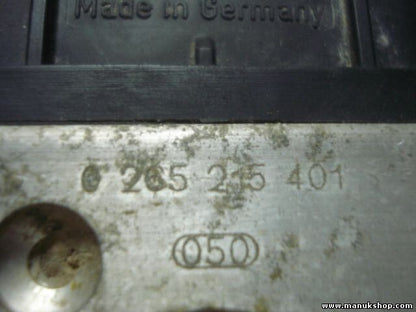 Made in Germany
0 265 215 401
050
www.manukshop.com